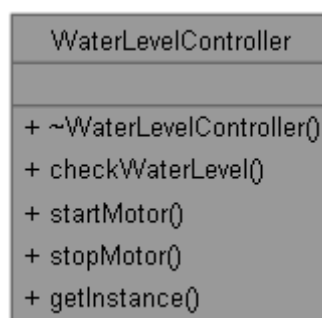 WaterLevelController
+ ~WaterLevelController()
+ checkWaterLevel()
+ startMotor()
+ stopMotor()
+ getInstance()